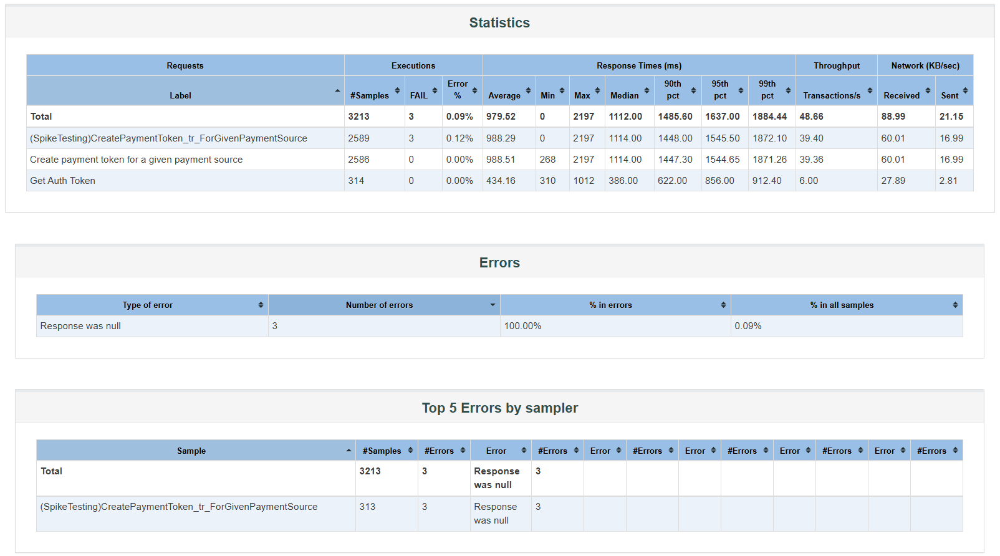 Statistics
Requests Executions Response Times (ms) Throughput Network (KB/sec)
Label #Samples FAIL Error % Average Min Max Median 90th pct 95th pct 99th pct Transactions/s Received Sent
Total 3213 3 0.09% 979.52 0 2197 1112.00 1485.60 1637.00 1884.44 48.66 88.99 21.15
(SpikeTesting)CreatePaymentToken_tr_ForGivenPaymentSource 2589 3 0.12% 988.29 0 2197 1114.00 1448.00 1545.50 1872.10 39.40 60.01 16.99
Create payment token for a given payment source 2586 0 0.00% 988.51 268 2197 1114.00 1447.30 1544.65 1871.26 39.36 60.01 16.99
Get Auth Token 314 0 0.00% 434.16 310 1012 386.00 622.00 856.00 912.40 6.00 27.89 2.81
Errors
Type of error Number of errors % in errors % in all samples
Response was null 3 100.00% 0.09%
Top 5 Errors by sampler
Sample #Samples #Errors Error #Errors Error #Errors Error #Errors Error #Errors Error #Errors
Total 3213 3 Response was null 3
(SpikeTesting)CreatePaymentToken_tr_ForGivenPaymentSource 313 3 Response was null 3